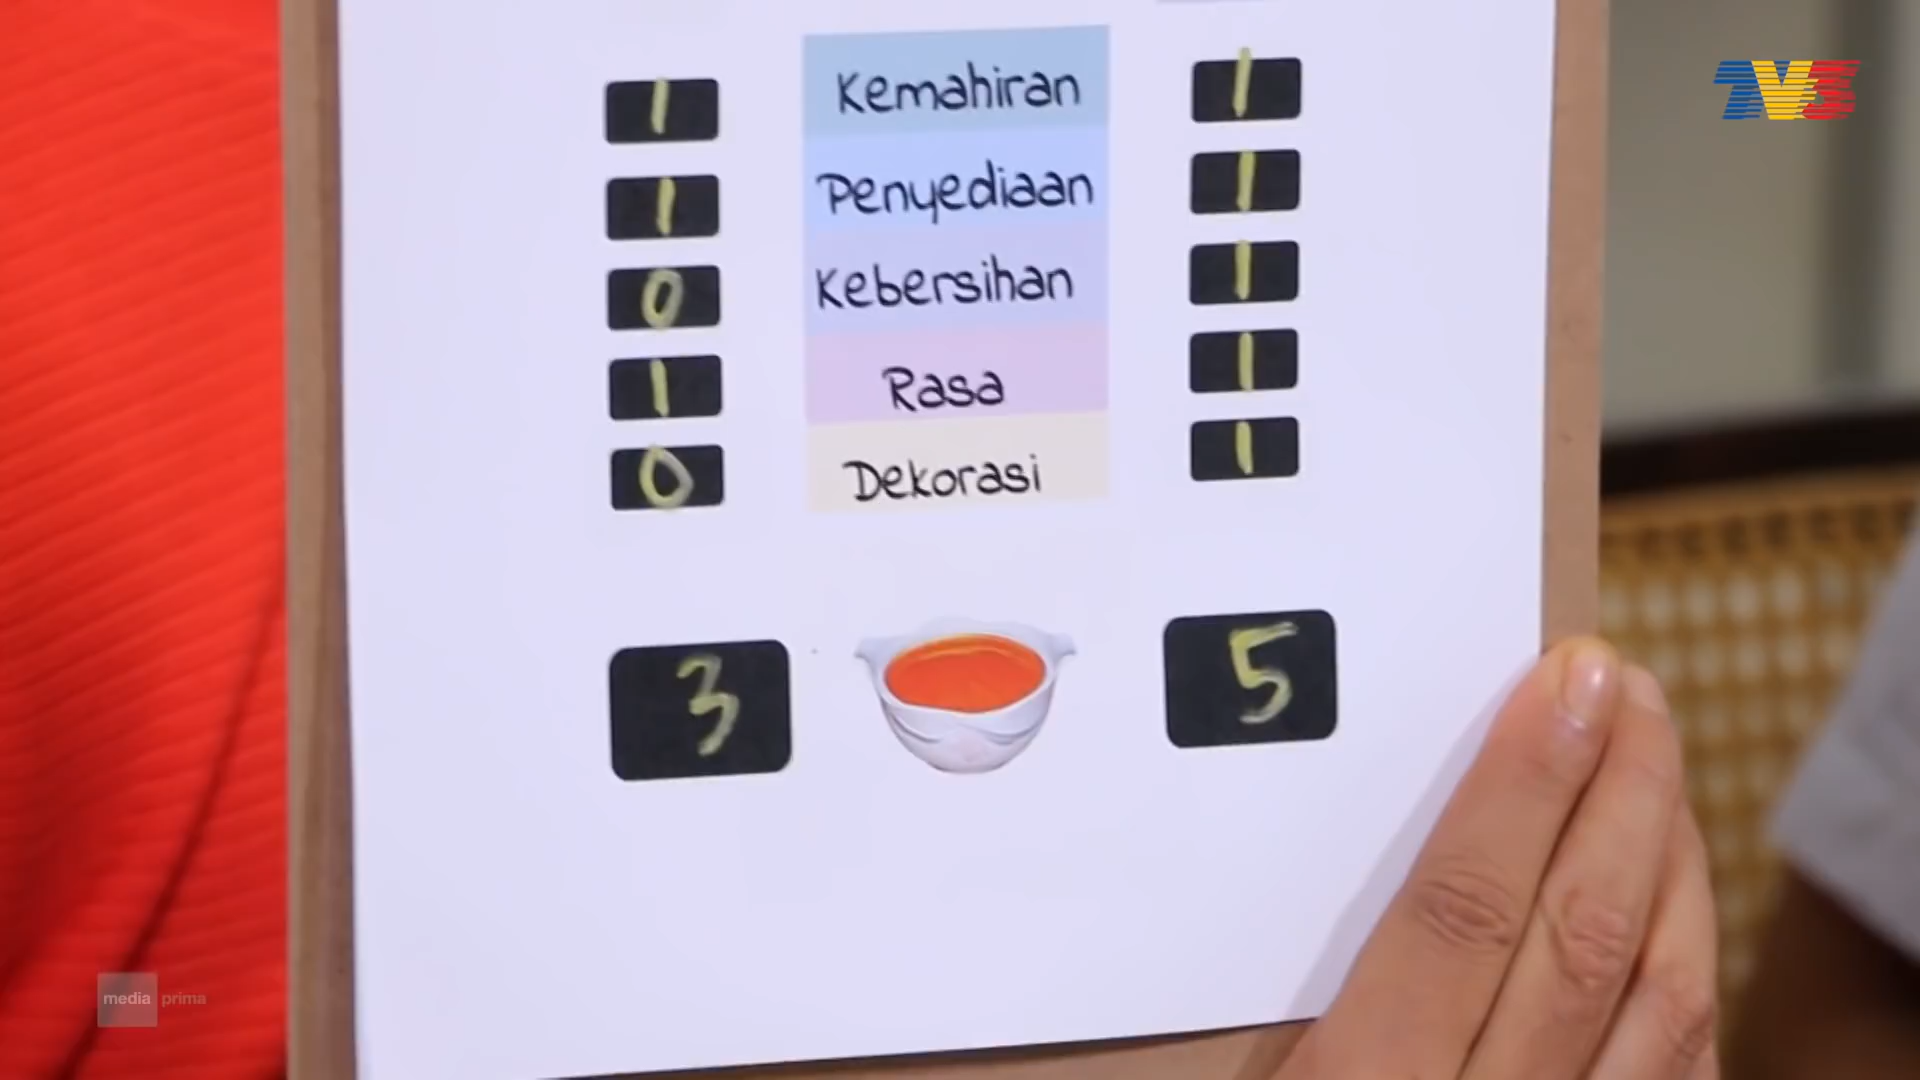 TV3
1 Kemahiran 1
1 Penyediaan 1
0 Kebersihan 1
1 Rasa 1
0 Dekorasi 1
3 5
media prima